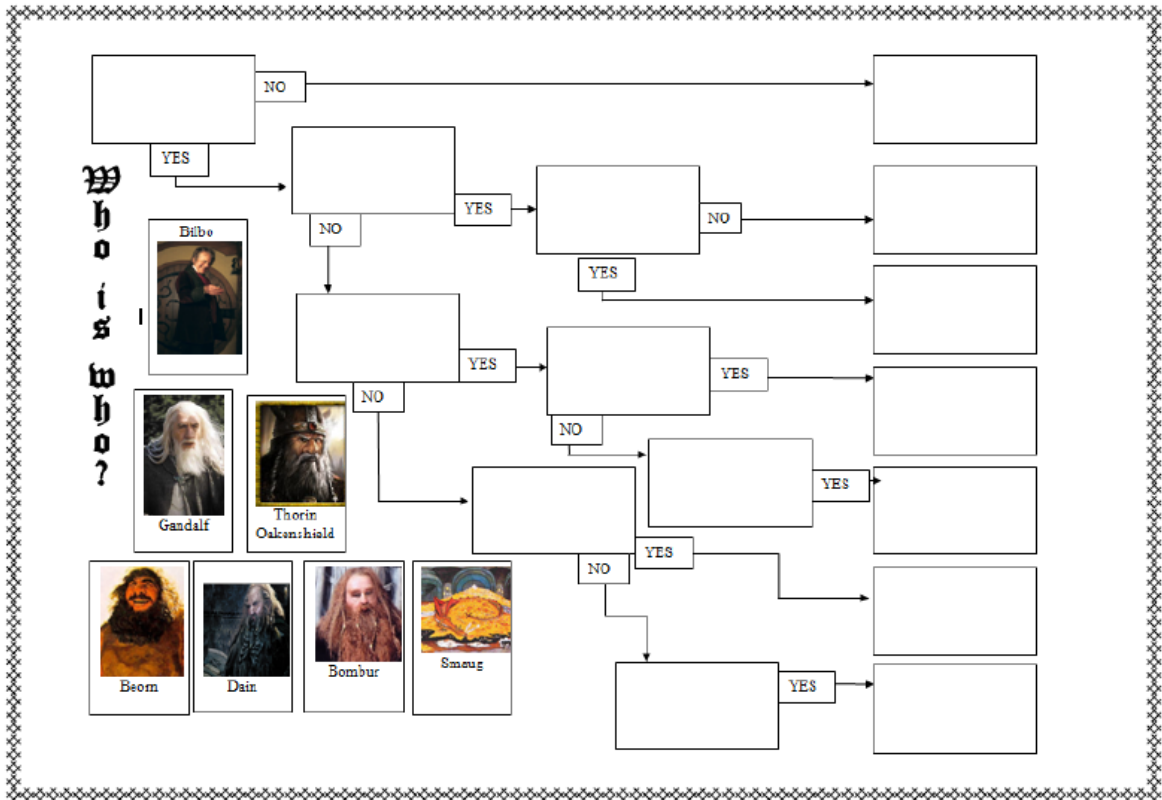 NO
YES
YES
NO
NO
YES
Who is who?
Bilbo
YES
YES
NO
NO
YES
Gandalf
Thorin
Oakenshield
YES
NO
Beorn
Dain
Bombur
Smaug
YES